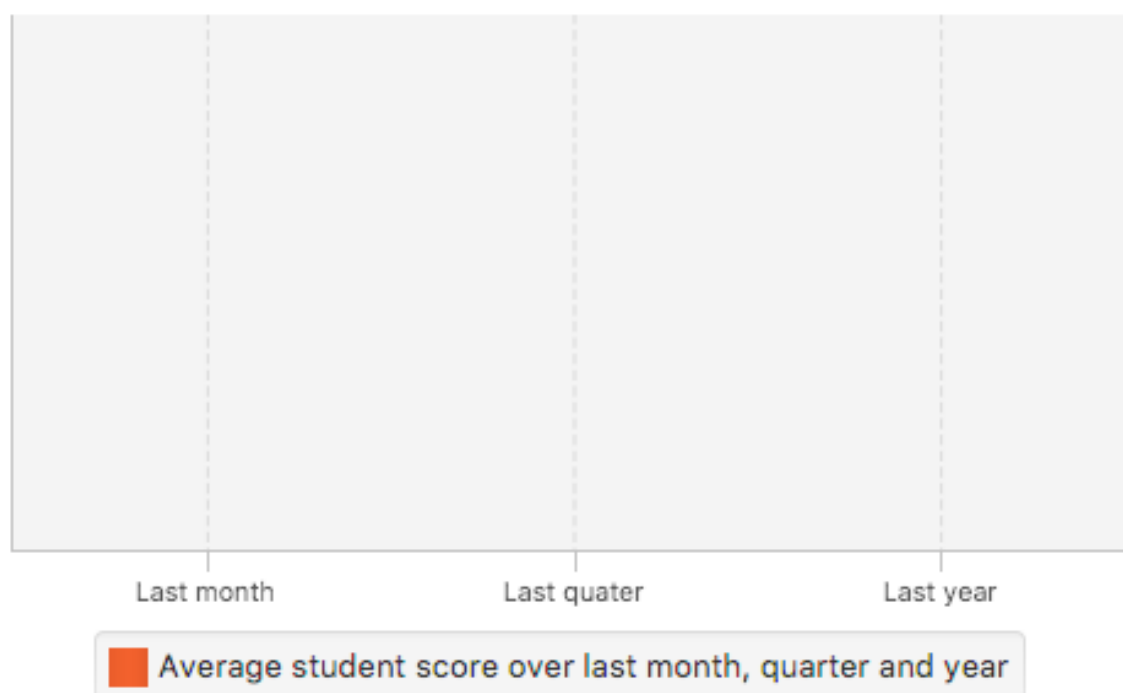 Last month Last quater Last year
Average student score over last month, quarter and year